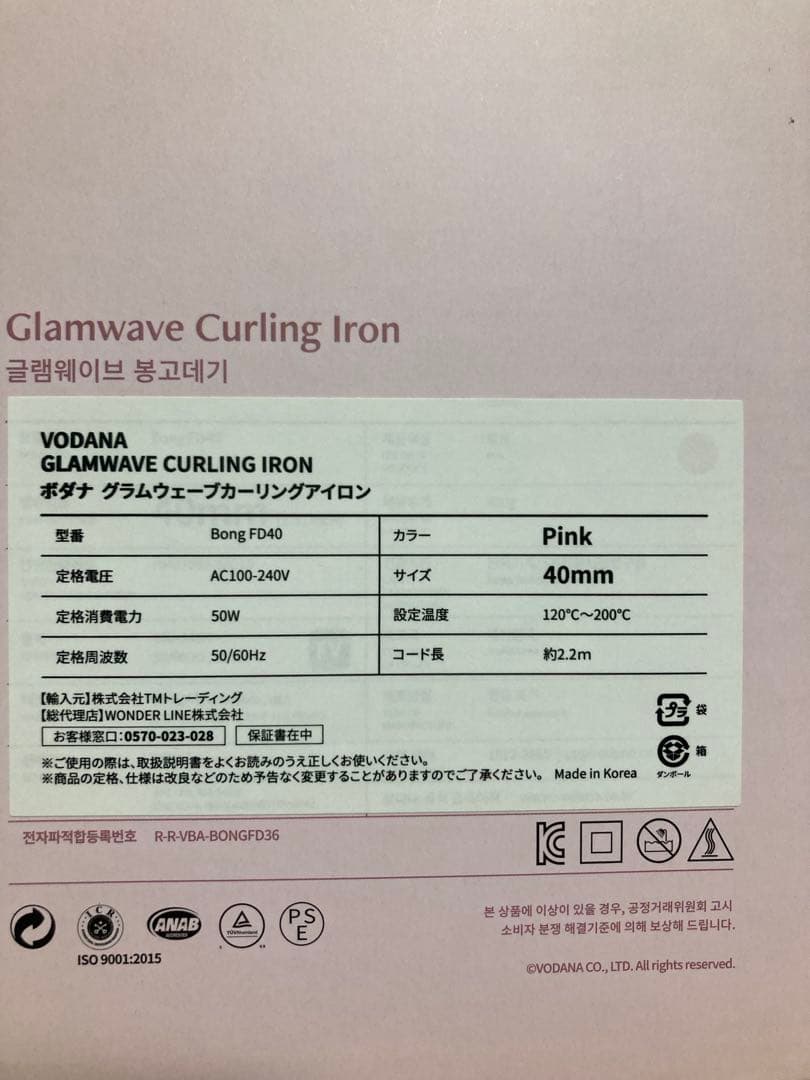 Glamwave Curling Iron
글램웨이브 봉고데기
VODANA
GLAMWAVE CURLING IRON
ボダナ グラムウェーブカーリングアイロン
型番 Bong FD40 カラー Pink
定格電圧 AC100-240V サイズ 40mm
定格消費電力 50W 設定温度 120℃～200℃
定格周波数 50/60Hz コード長 約2.2m
【輸入元】株式会社TMトレーディング
【総代理店】WONDER LINE株式会社
お客様窓口:0570-023-028 保証書在中
プラ 袋
箱
ダンボール
※ご使用の際は、取扱説明書をよくお読みのうえ正しくお使いください。
※商品の定格、仕様は改良などのため予告なく変更することがありますのでご了承ください。 Made in Korea
전자파적합등록번호 R-R-VBA-BONGFD36
ICR
ANAB
PS
E
ISO 9001:2015
본 상품에 이상이 있을 경우, 공정거래위원회 고시
소비자 분쟁 해결기준에 의해 보상해 드립니다.
©VODANA CO., LTD. All rights reserved.